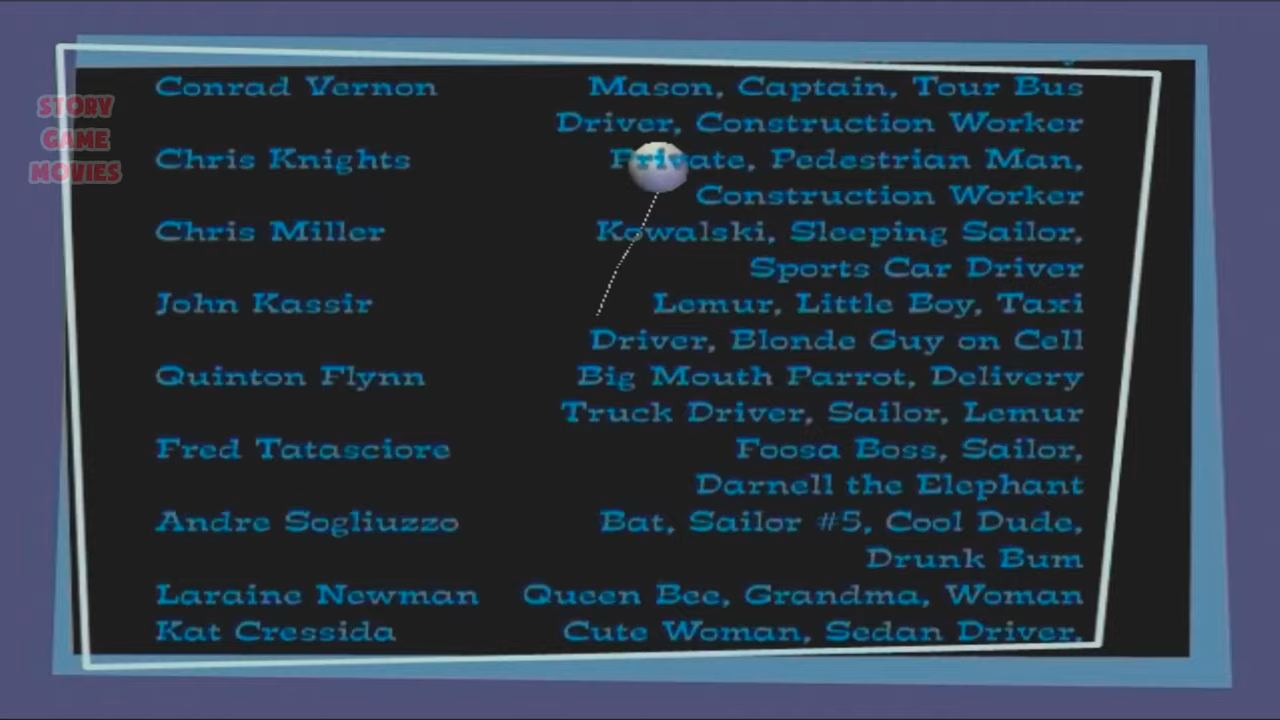 Conrad Vernon Mason, Captain, Tour Bus
Driver, Construction Worker
STORY
GAME
MOVIES
Chris Knights Private, Pedestrian Man,
Construction Worker
Chris Miller Kowalski, Sleeping Sailor,
Sports Car Driver
John Kassir Lemur, Little Boy, Taxi
Driver, Blonde Guy on Cell
Quinton Flynn Big Mouth Parrot, Delivery
Truck Driver, Sailor, Lemur
Fred Tatasciore Foosa Boss, Sailor,
Darnell the Elephant
Andre Sogliuzzo Bat, Sailor #5, Cool Dude,
Drunk Bum
Laraine Newman Queen Bee, Grandma, Woman
Kat Cressida Cute Woman, Sedan Driver,